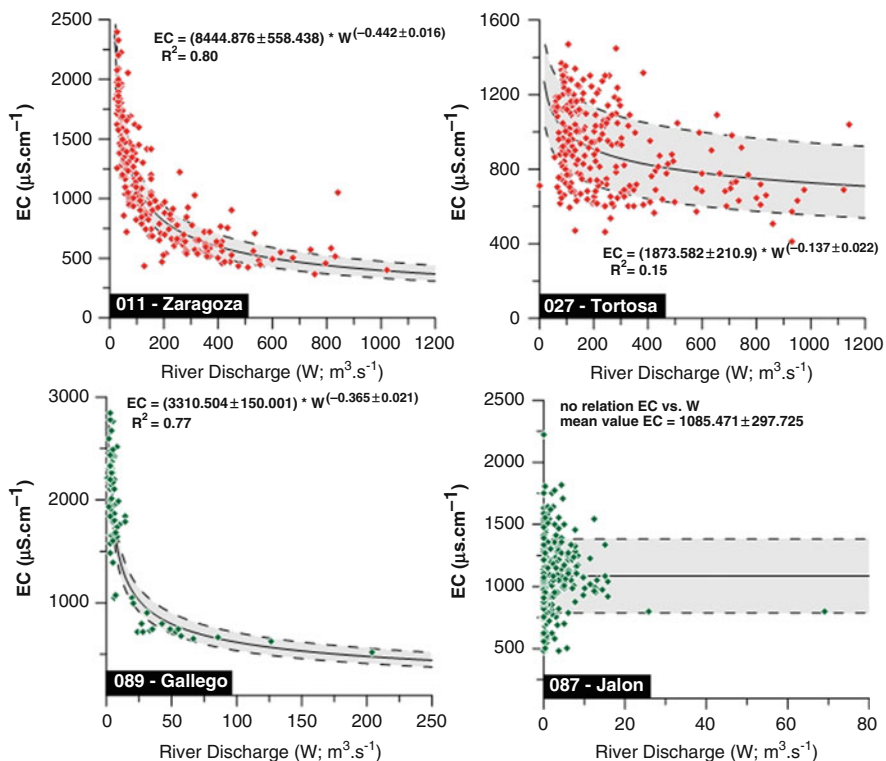 EC = (8444.876±558.438) * W^(−0.442±0.016)
R² = 0.80
EC (µS.cm⁻¹)
2500
2000
1500
1000
500
0
011 - Zaragoza
0 200 400 600 800 1000 1200
River Discharge (W; m³.s⁻¹)
EC (µS.cm⁻¹)
1600
1200
800
400
0
EC = (1873.582±210.9) * W^(−0.137±0.022)
R² = 0.15
027 - Tortosa
0 200 400 600 800 1000 1200
River Discharge (W; m³.s⁻¹)
EC = (3310.504±150.001) * W^(−0.365±0.021)
R² = 0.77
EC (µS.cm⁻¹)
3000
2000
1000
089 - Gallego
0 50 100 150 200 250
River Discharge (W; m³.s⁻¹)
no relation EC vs. W
mean value EC = 1085.471±297.725
EC (µs.cm⁻¹)
2500
2000
1500
1000
500
087 - Jalon
0 20 40 60 80
River Discharge (W; m³.s⁻¹)